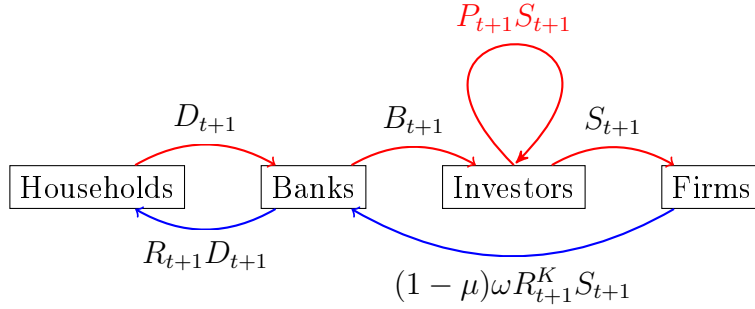 P_{t+1}S_{t+1}
D_{t+1}
B_{t+1}
S_{t+1}
Households
Banks
Investors
Firms
R_{t+1}D_{t+1}
(1 − μ)ωR^K_{t+1}S_{t+1}